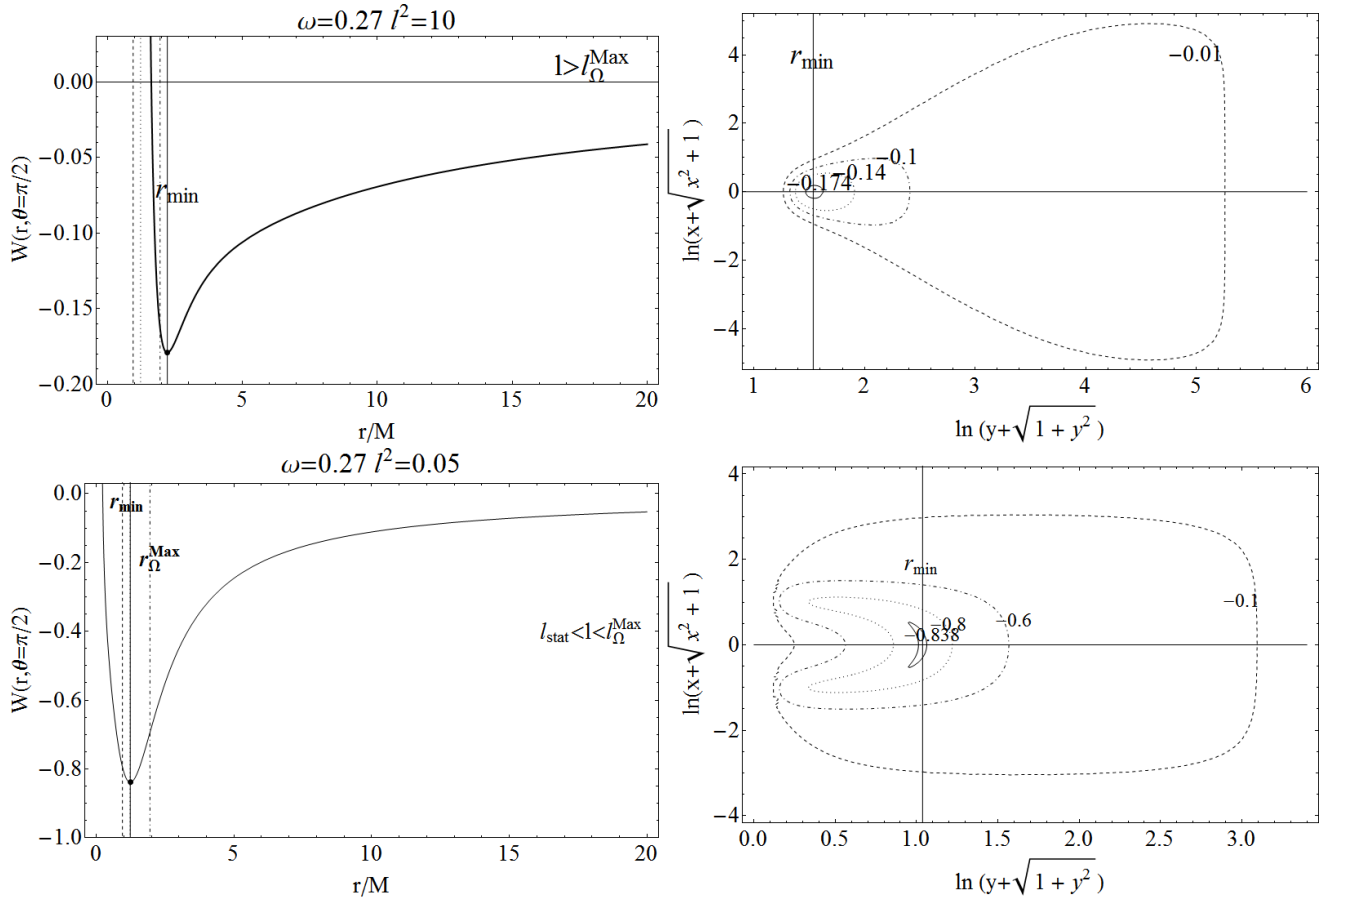 ω=0.27 l²=10
0.00
−0.05
−0.10
−0.15
−0.20
W(r,θ=π/2)
l>l_Ω^Max
r_min
0 5 10 15 20
r/M
4
2
0
−2
−4
ln(x+√(x²+1))
r_min
−0.01
−0.1
−0.14
−0.174
1 2 3 4 5 6
ln (y+√(1+y²))
ω=0.27 l²=0.05
0.0
−0.2
−0.4
−0.6
−0.8
−1.0
W(r,θ=π/2)
r_min
r_Ω^Max
l_stat<l<l_Ω^Max
0 5 10 15 20
r/M
4
2
0
−2
−4
ln(x+√(x²+1))
r_min
−0.1
−0.8
−0.6
−0.838
0.0 0.5 1.0 1.5 2.0 2.5 3.0
ln (y+√(1+y²))